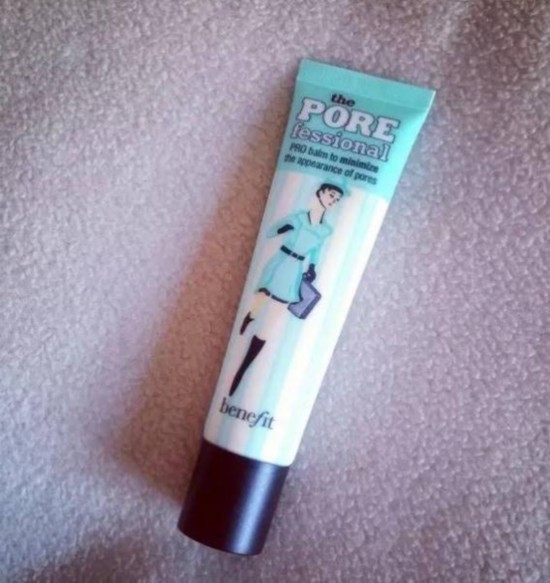 the
PORE
fessional
PRO balm to minimize
the appearance of pores
benefit